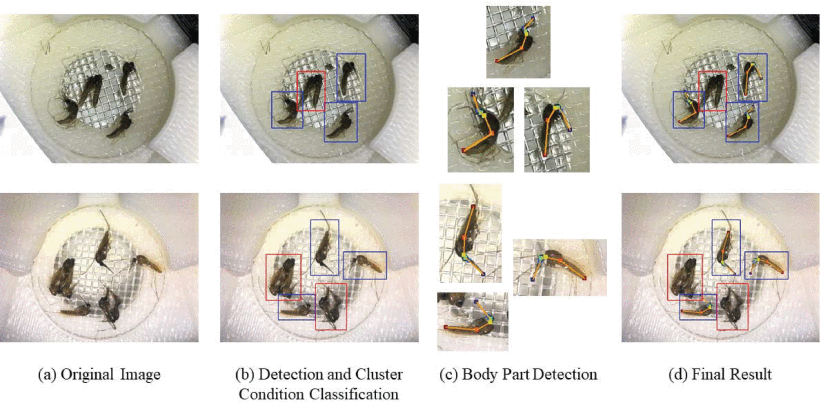 (a) Original Image
(b) Detection and Cluster
Condition Classification
(c) Body Part Detection
(d) Final Result